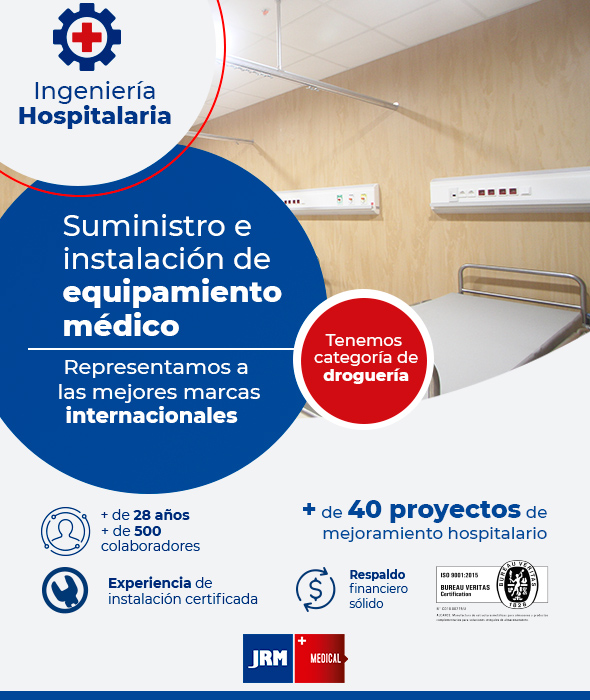 Ingeniería
Hospitalaria
Suministro e
instalación de
equipamiento
médico
Representamos a
las mejores marcas
internacionales
Tenemos
categoría de
droguería
+ de 28 años
+ de 500
colaboradores
+ de 40 proyectos de
mejoramiento hospitalario
Experiencia de
instalación certificada
Respaldo
financiero
sólido
ISO 9001:2015
BUREAU VERITAS
Certification
BUREAU VERITAS
1828
JRM
MEDICAL